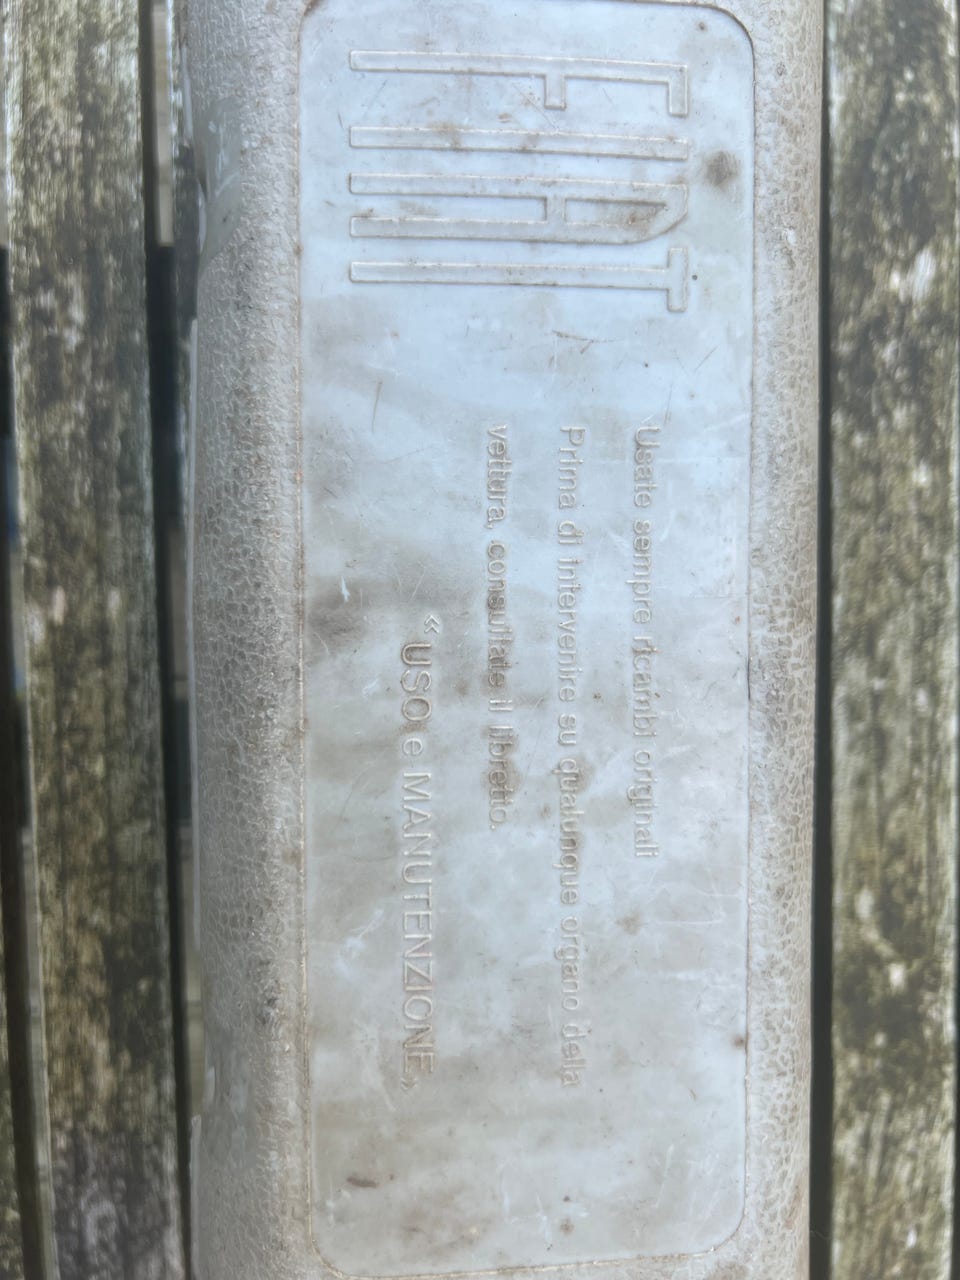 FIAT
Usate sempre ricambi originali
Prima di intervenire su qualunque organo della
vettura, consultate il libretto.
“USO e MANUTENZIONE„